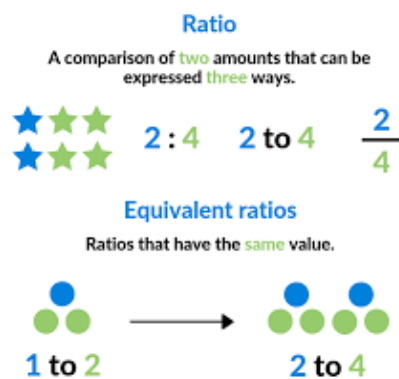 Ratio
A comparison of two amounts that can be
expressed three ways.
2 : 4 2 to 4 2/4
Equivalent ratios
Ratios that have the same value.
1 to 2 2 to 4